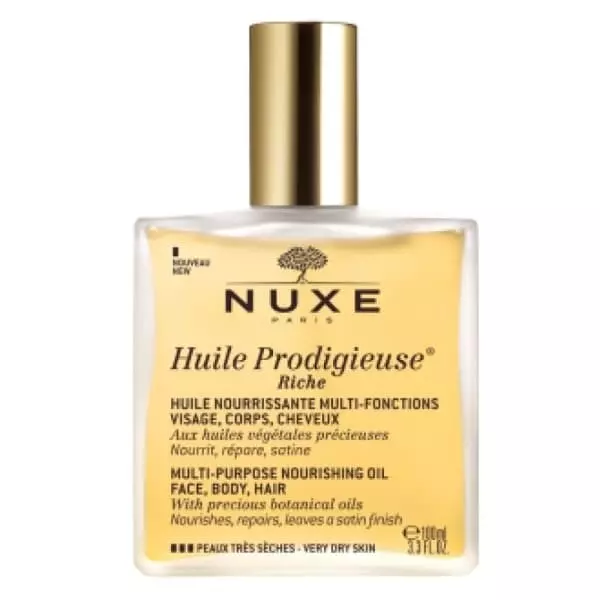 NOUVEAU
NEW
NUXE
PARIS
Huile Prodigieuse®
Riche
HUILE NOURRISSANTE MULTI-FONCTIONS
VISAGE, CORPS, CHEVEUX
Aux huiles végétales précieuses
Nourrit, répare, satine
MULTI-PURPOSE NOURISHING OIL
FACE, BODY, HAIR
With precious botanical oils
Nourishes, repairs, leaves a satin finish
PEAUX TRÈS SÈCHES - VERY DRY SKIN
℮100ml
3.3 FL.OZ.